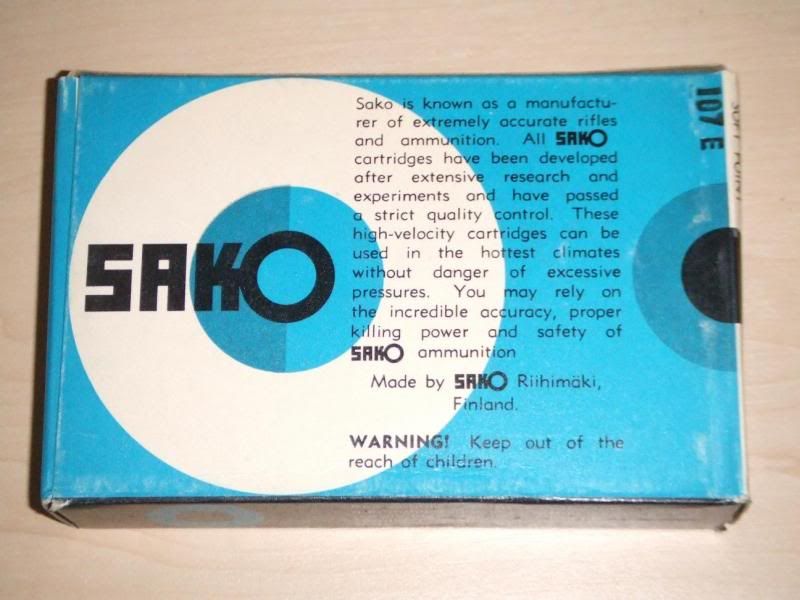 SAKO
Sako is known as a manufactu-
rer of extremely accurate rifles
and ammunition. All SAKO
cartridges have been developed
after extensive research and
experiments and have passed
a strict quality control. These
high-velocity cartridges can be
used in the hottest climates
without danger of excessive
pressures. You may rely on
the incredible accuracy, proper
killing power and safety of
SAKO ammunition
Made by SAKO Riihimäki,
Finland.
WARNING! Keep out of the
reach of children.
107 E
SOFT POINT